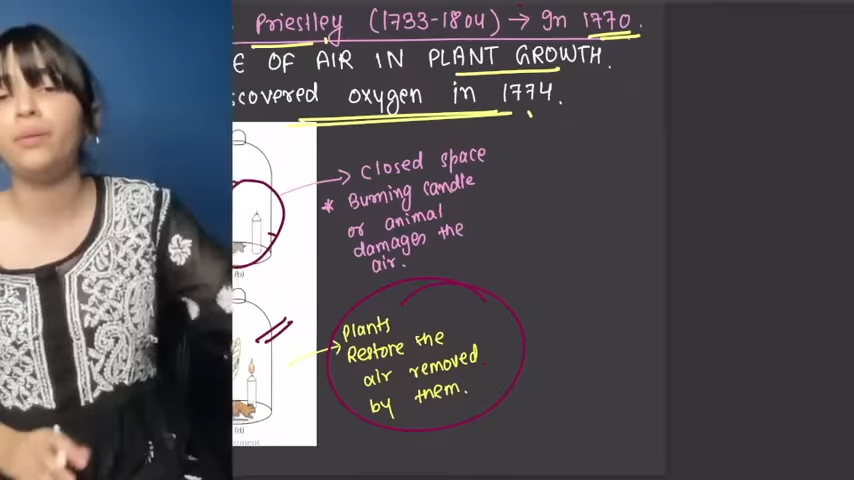 Priestley (1733-1804) → In 1770.
E OF AIR IN PLANT GROWTH.
scovered oxygen in 1774.
→ Closed space
* Burning candle
or animal
damages the
air.
(b)
Plants
→ Restore the
air removed
by them.
(d)